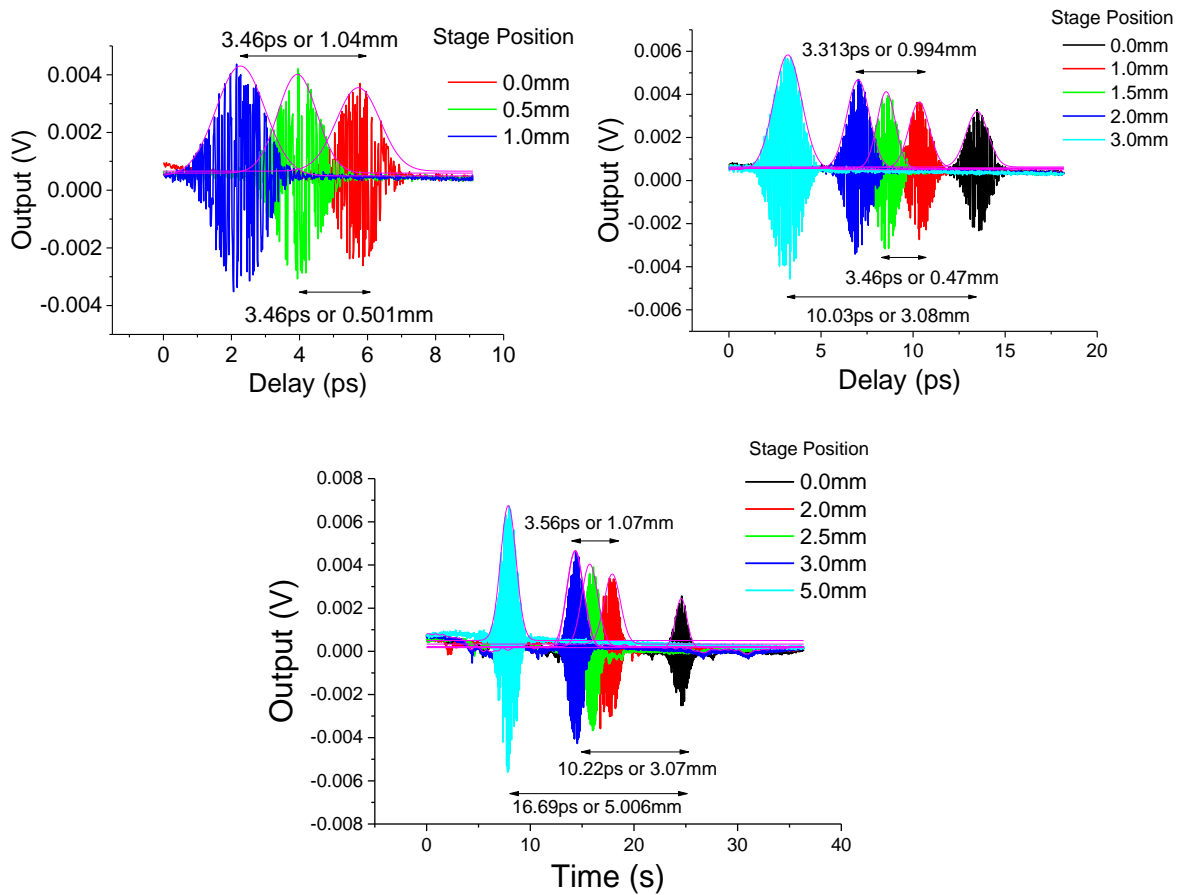 3.46ps or 1.04mm
Stage Position
0.0mm
0.5mm
1.0mm
0.004
0.002
0.000
-0.002
-0.004
Output (V)
3.46ps or 0.501mm
0 2 4 6 8 10
Delay (ps)
Stage Position
0.0mm
1.0mm
1.5mm
2.0mm
3.0mm
3.313ps or 0.994mm
0.006
0.004
0.002
0.000
-0.002
-0.004
-0.006
Output (V)
3.46ps or 0.47mm
10.03ps or 3.08mm
0 5 10 15 20
Delay (ps)
Stage Position
0.0mm
2.0mm
2.5mm
3.0mm
5.0mm
3.56ps or 1.07mm
0.008
0.006
0.004
0.002
0.000
-0.002
-0.004
-0.006
-0.008
Output (V)
10.22ps or 3.07mm
16.69ps or 5.006mm
0 10 20 30 40
Time (s)